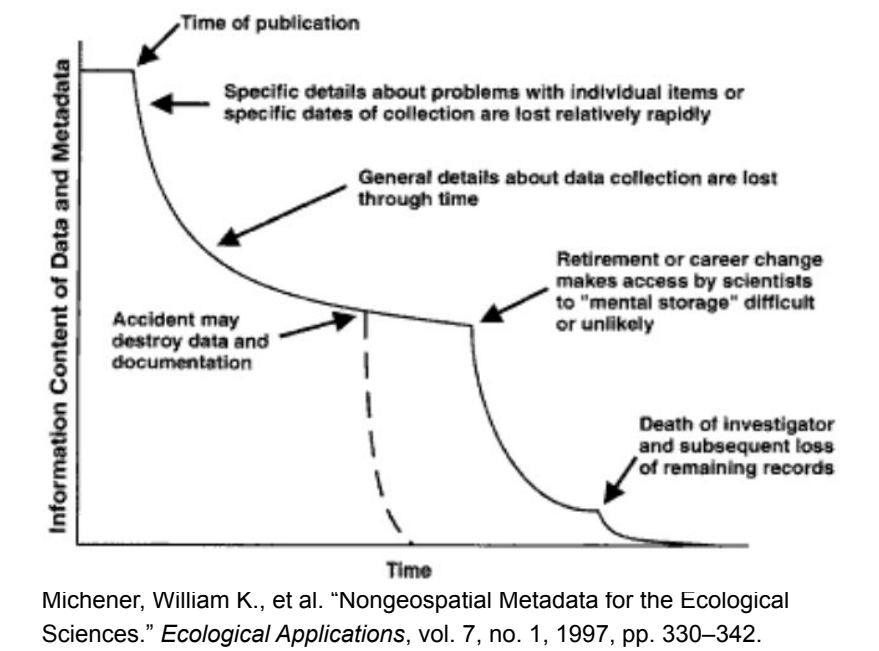 Time of publication
Specific details about problems with individual items or
specific dates of collection are lost relatively rapidly
General details about data collection are lost
through time
Retirement or career change
makes access by scientists
to "mental storage" difficult
or unlikely
Accident may
destroy data and
documentation
Death of investigator
and subsequent loss
of remaining records
Information Content of Data and Metadata
Time
Michener, William K., et al. “Nongeospatial Metadata for the Ecological
Sciences.” Ecological Applications, vol. 7, no. 1, 1997, pp. 330–342.